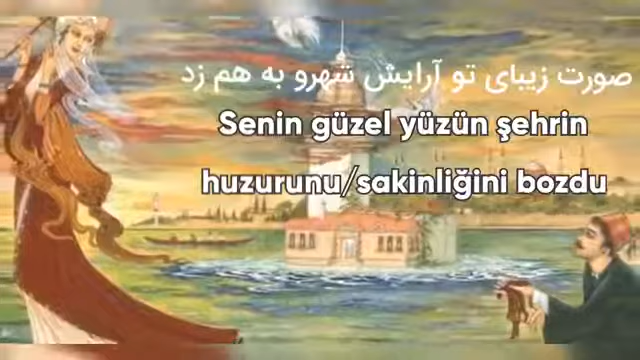 صورت زیبای تو آرایش شهرو به هم زد
Senin güzel yüzün şehrin
huzurunu/sakinliğini bozdu